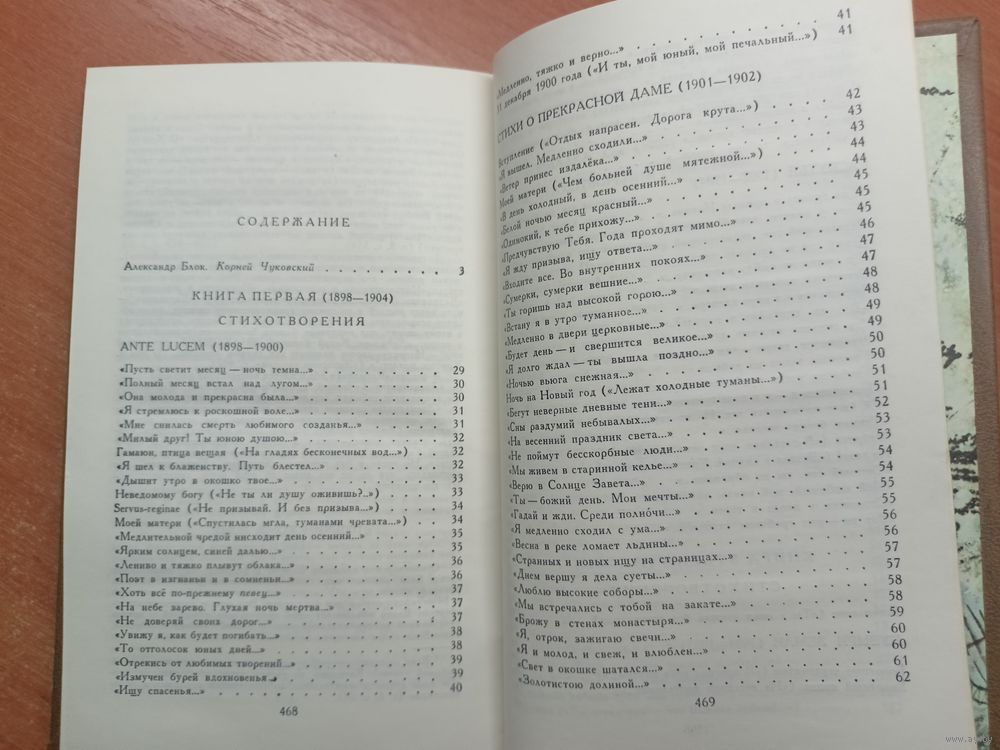 СОДЕРЖАНИЕ
Александр Блок. Корней Чуковский . . . . . . . . . 3
КНИГА ПЕРВАЯ (1898—1904)
СТИХОТВОРЕНИЯ
ANTE LUCEM (1898—1900)
«Пусть светит месяц — ночь темна...» 29
«Полный месяц встал над лугом...» 30
«Она молода и прекрасна была...» 30
«Я стремлюсь к роскошной воле...» 31
«Мне снилась смерть любимого созданья...» 31
«Милый друг! Ты юною душою...» 32
Гамаюн, птица вещая («На гладях бесконечных вод...») 32
«Я шел к блаженству. Путь блестел...» 32
«Дышит утро в окошко твое...» 33
Неведомому богу («Не ты ли душу оживишь?..») 33
Servus-reginae («Не призывай. И без призыва...») 34
Моей матери («Спустилась мгла, туманами чревата...») 34
«Медлительной чредой нисходит день осенний...» 35
«Ярким солнцем, синей далью...» 35
«Лениво и тяжко плывут облака...» 36
«Поэт в изгнаньи и в сомненьи...» 36
«Хоть всё по-прежнему певец...» 37
«На небе зарево. Глухая ночь мертва...» 37
«Не доверяй своих дорог...» 37
«Увижу я, как будет погибать...» 38
«То отголосок юных дней...» 38
«Отрекись от любимых творений...» 39
«Измучен бурей вдохновенья...» 39
«Ищу спасенья...» 40
468
«Медленно, тяжко и верно...» 41
31 декабря 1900 года («И ты, мой юный, мой печальный...») 41
СТИХИ О ПРЕКРАСНОЙ ДАМЕ (1901—1902)
Вступление («Отдых напрасен. Дорога крута...») 42
«Я вышел. Медленно сходили...» 43
«Ветер принес издалёка...» 43
Моей матери («Чем больней душе мятежной...») 44
«В день холодный, в день осенний...» 44
«Белой ночью месяц красный...» 45
«Одинокий, к тебе прихожу...» 45
«Предчувствую Тебя. Года проходят мимо...» 45
«Я жду призыва, ищу ответа...» 46
«Входите все. Во внутренних покоях...» 47
«Сумерки, сумерки вешние...» 47
«Ты горишь над высокой горою...» 48
«Встану я в утро туманное...» 48
«Медленно в двери церковные...» 49
«Будет день — и свершится великое...» 49
«Я долго ждал — ты вышла поздно...» 50
«Ночью вьюга снежная...» 50
Ночь на Новый год («Лежат холодные туманы...») 51
«Бегут неверные дневные тени...» 51
«Сны раздумий небывалых...» 52
«На весенний праздник света...» 53
«Не поймут бесскорбные люди...» 53
«Мы живем в старинной келье...» 54
«Верю в Солнце Завета...» 54
«Ты — божий день. Мои мечты...» 55
«Гадай и жди. Среди полно́чи...» 55
«Я медленно сходил с ума...» 56
«Весна в реке ломает льдины...» 56
«Странных и новых ищу на страницах...» 57
«Днем вершу я дела суеты...» 57
«Люблю высокие соборы...» 58
«Мы встречались с тобой на закате...» 58
«Брожу в стенах монастыря...» 59
«Я, отрок, зажигаю свечи...» 60
«Я и молод, и свеж, и влюблен...» 60
«Свет в окошке шатался...» 61
«Золотистою долиной...» 62
469